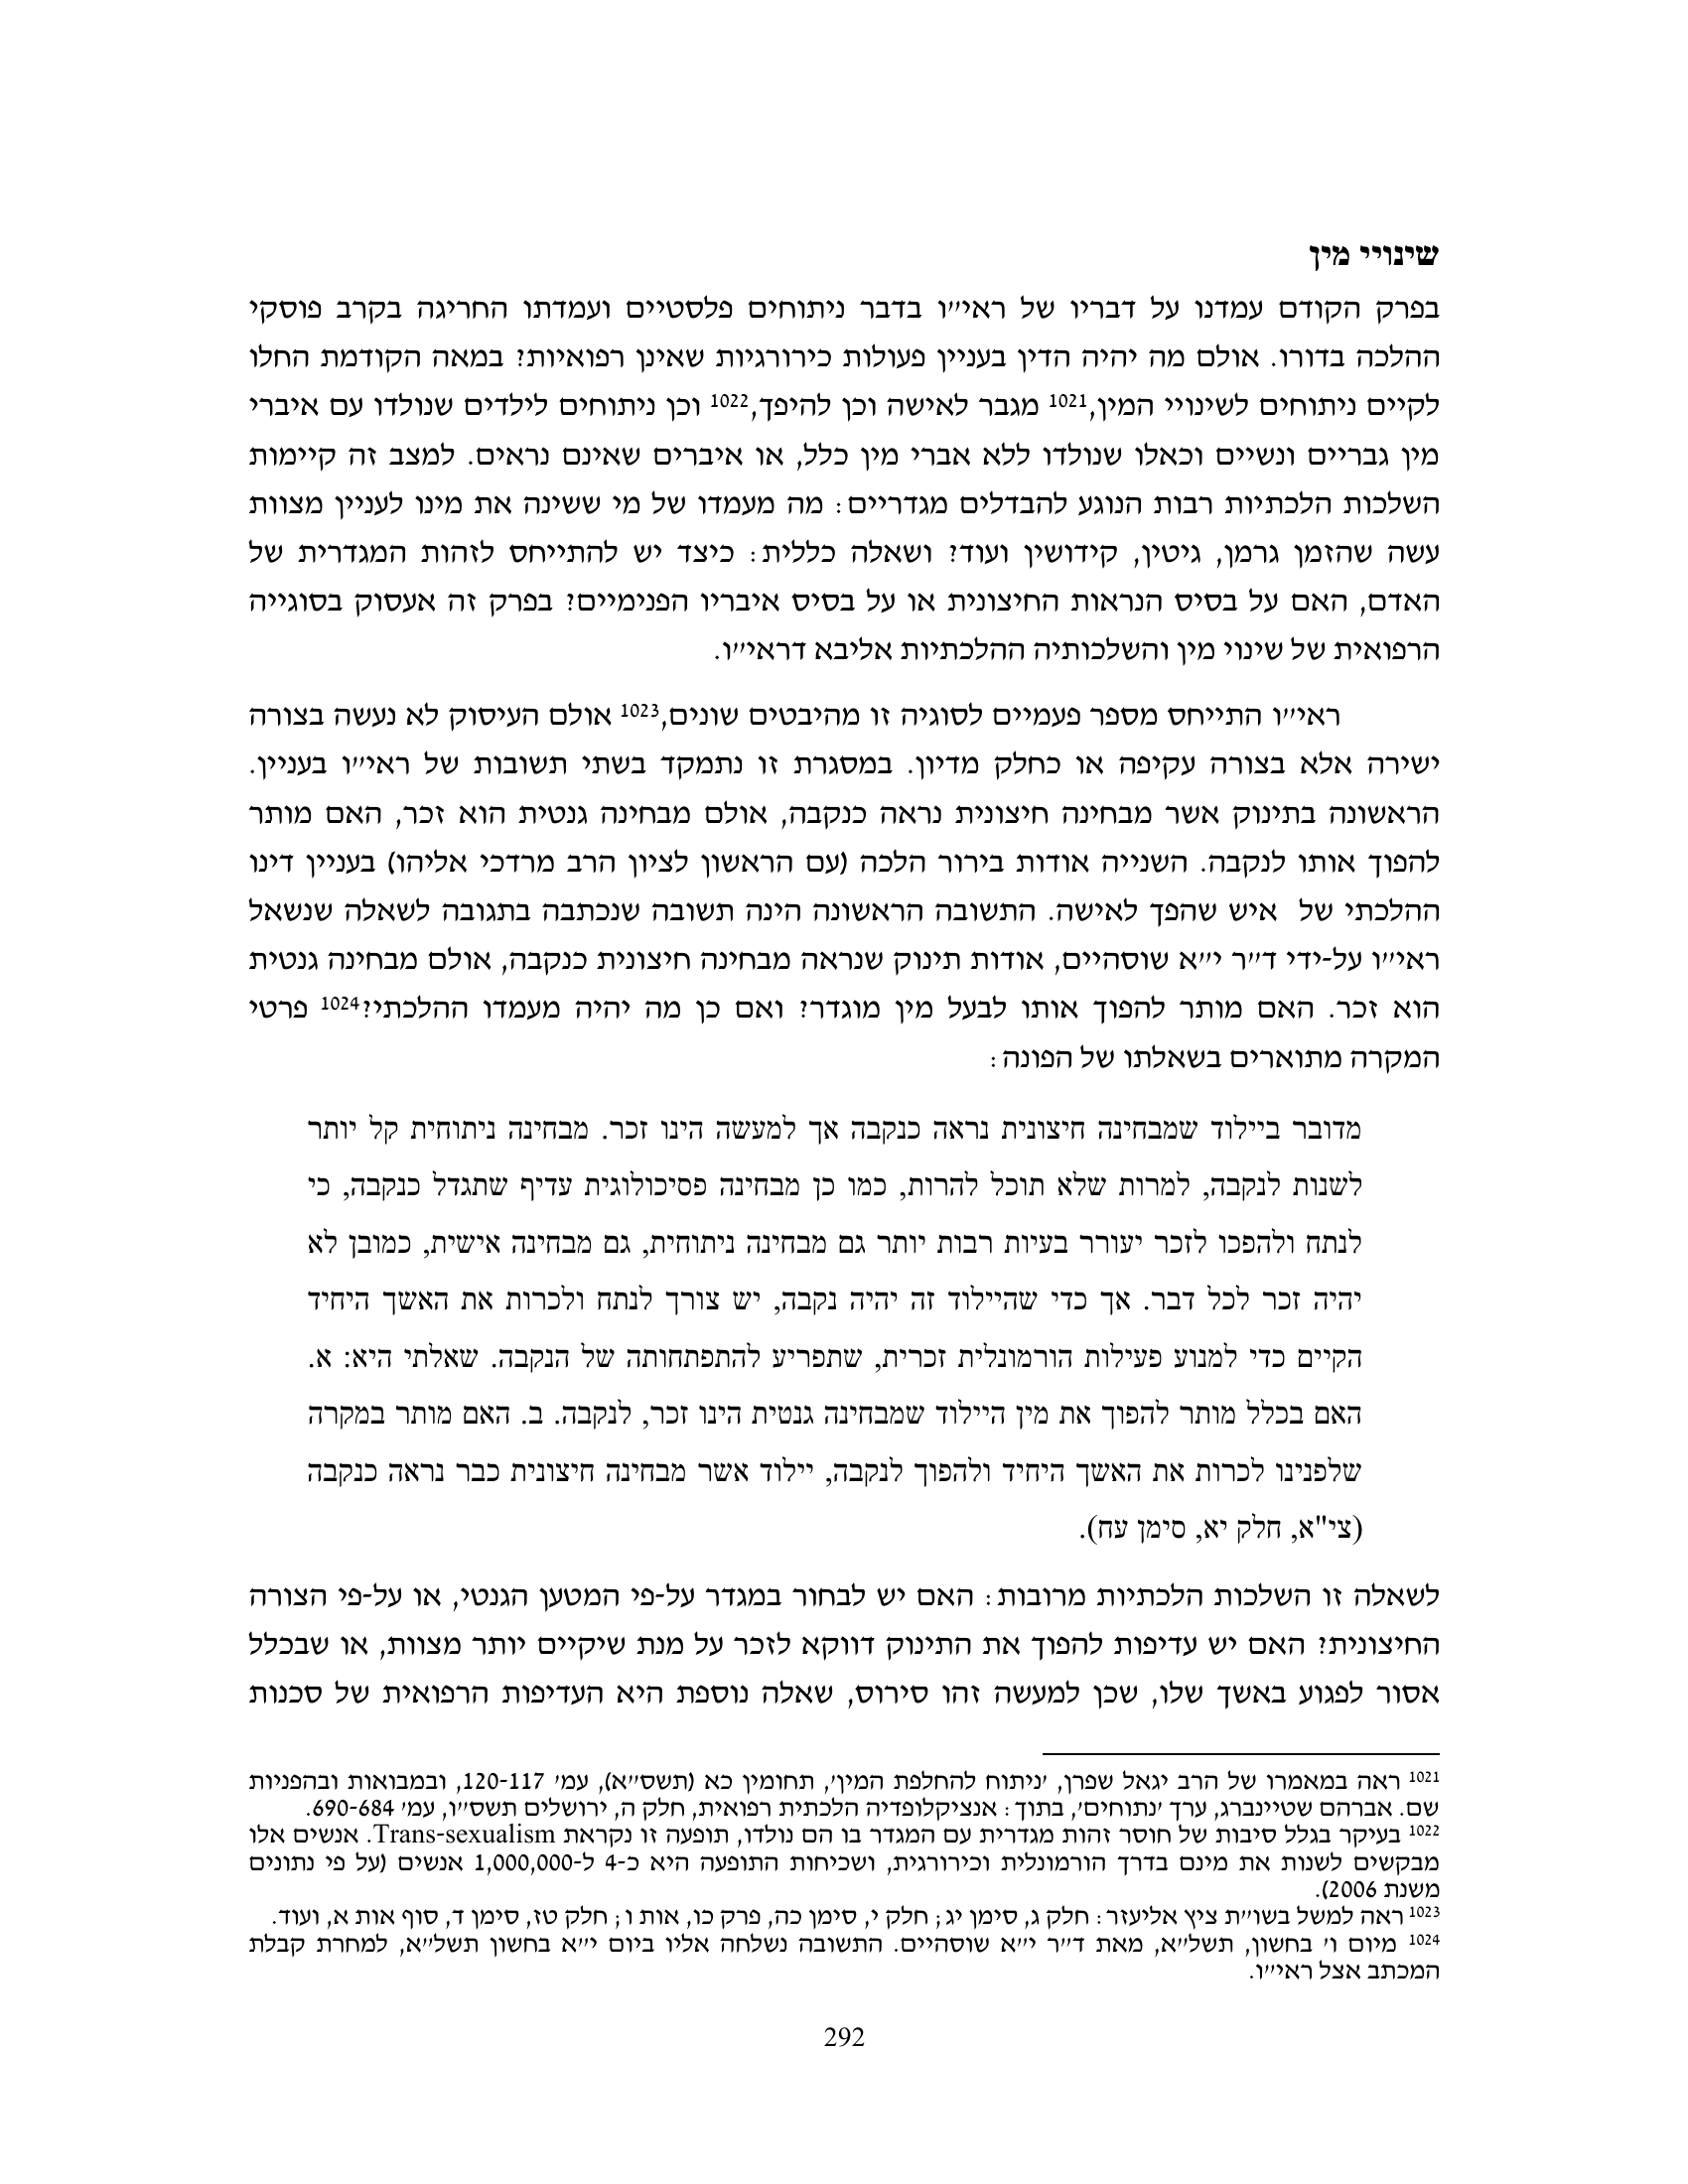 שינויי מין
בפרק הקודם עמדנו על דבריו של ראי״ו בדבר ניתוחים פלסטיים ועמדתו החריגה בקרב פוסקי
ההלכה בדורו. אולם מה יהיה הדין בעניין פעולות כירורגיות שאינן רפואיות? במאה הקודמת החלו
לקיים ניתוחים לשינויי המין,1021 מגבר לאישה וכן להיפך,1022 וכן ניתוחים לילדים שנולדו עם איברי
מין גבריים ונשיים וכאלו שנולדו ללא אברי מין כלל, או איברים שאינם נראים. למצב זה קיימות
השלכות הלכתיות רבות הנוגע להבדלים מגדריים: מה מעמדו של מי ששינה את מינו לעניין מצוות
עשה שהזמן גרמן, גיטין, קידושין ועוד? ושאלה כללית: כיצד יש להתייחס לזהות המגדרית של
האדם, האם על בסיס הנראות החיצונית או על בסיס איבריו הפנימיים? בפרק זה אעסוק בסוגייה
הרפואית של שינוי מין והשלכותיה ההלכתיות אליבא דראי״ו.
ראי״ו התייחס מספר פעמיים לסוגיה זו מהיבטים שונים,1023 אולם העיסוק לא נעשה בצורה
ישירה אלא בצורה עקיפה או כחלק מדיון. במסגרת זו נתמקד בשתי תשובות של ראי״ו בעניין.
הראשונה בתינוק אשר מבחינה חיצונית נראה כנקבה, אולם מבחינה גנטית הוא זכר, האם מותר
להפוך אותו לנקבה. השנייה אודות בירור הלכה (עם הראשון לציון הרב מרדכי אליהו) בעניין דינו
ההלכתי של  איש שהפך לאישה. התשובה הראשונה הינה תשובה שנכתבה בתגובה לשאלה שנשאל
ראי״ו על-ידי ד״ר י״א שוסהיים, אודות תינוק שנראה מבחינה חיצונית כנקבה, אולם מבחינה גנטית
הוא זכר. האם מותר להפוך אותו לבעל מין מוגדר? ואם כן מה יהיה מעמדו ההלכתי?1024 פרטי
המקרה מתוארים בשאלתו של הפונה:
מדובר ביילוד שמבחינה חיצונית נראה כנקבה אך למעשה הינו זכר. מבחינה ניתוחית קל יותר
לשנות לנקבה, למרות שלא תוכל להרות, כמו כן מבחינה פסיכולוגית עדיף שתגדל כנקבה, כי
לנתח ולהפכו לזכר יעורר בעיות רבות יותר גם מבחינה ניתוחית, גם מבחינה אישית, כמובן לא
יהיה זכר לכל דבר. אך כדי שהיילוד זה יהיה נקבה, יש צורך לנתח ולכרות את האשך היחיד
הקיים כדי למנוע פעילות הורמונלית זכרית, שתפריע להתפתחותה של הנקבה. שאלתי היא: א.
האם בכלל מותר להפוך את מין היילוד שמבחינה גנטית הינו זכר, לנקבה. ב. האם מותר במקרה
שלפנינו לכרות את האשך היחיד ולהפוך לנקבה, יילוד אשר מבחינה חיצונית כבר נראה כנקבה
(צי"א, חלק יא, סימן עח).
לשאלה זו השלכות הלכתיות מרובות: האם יש לבחור במגדר על-פי המטען הגנטי, או על-פי הצורה
החיצונית? האם יש עדיפות להפוך את התינוק דווקא לזכר על מנת שיקיים יותר מצוות, או שבכלל
אסור לפגוע באשך שלו, שכן למעשה זהו סירוס, שאלה נוספת היא העדיפות הרפואית של סכנות
1021 ראה במאמרו של הרב יגאל שפרן, ׳ניתוח להחלפת המין׳, תחומין כא (תשס״א), עמ׳ 120-117, ובמבואות ובהפניות
שם. אברהם שטיינברג, ערך ׳נתוחים׳, בתוך: אנציקלופדיה הלכתית רפואית, חלק ה, ירושלים תשס״ו, עמ׳ 690-684.
1022 בעיקר בגלל סיבות של חוסר זהות מגדרית עם המגדר בו הם נולדו, תופעה זו נקראת Trans-sexualism. אנשים אלו
מבקשים לשנות את מינם בדרך הורמונלית וכירורגית, ושכיחות התופעה היא כ-4 ל-1,000,000 אנשים (על פי נתונים
משנת 2006).
1023 ראה למשל בשו״ת ציץ אליעזר: חלק ג, סימן יג; חלק י, סימן כה, פרק כו, אות ו; חלק טז, סימן ד, סוף אות א, ועוד.
1024 מיום ו׳ בחשון, תשל״א, מאת ד״ר י״א שוסהיים. התשובה נשלחה אליו ביום י״א בחשון תשל״א, למחרת קבלת
המכתב אצל ראי״ו.
292